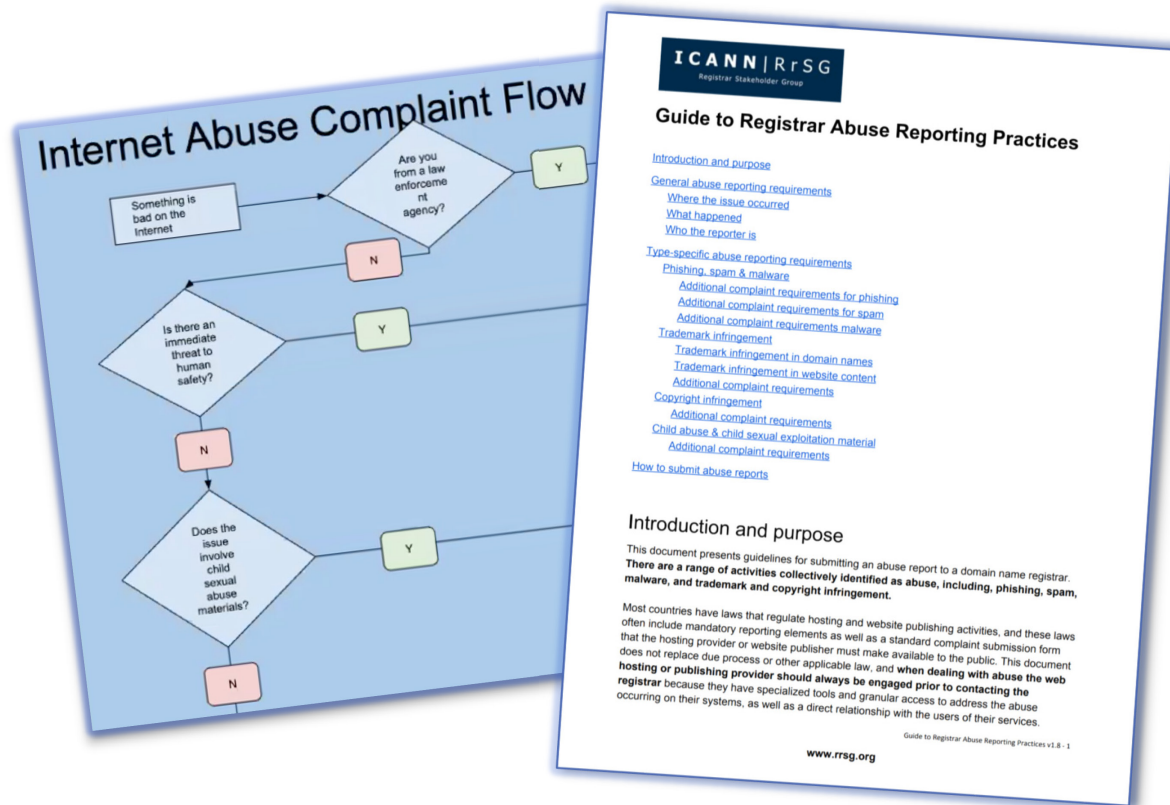 Internet Abuse Complaint Flow
Something is
bad on the
Internet
Are you
from a law
enforceme
nt
agency?
Y
N
Is there an
immediate
threat to
human
safety?
Y
N
Does the
issue
involve
child
sexual
abuse
materials?
Y
N
ICANN | RrSG
Registrar Stakeholder Group
Guide to Registrar Abuse Reporting Practices
Introduction and purpose
General abuse reporting requirements
Where the issue occurred
What happened
Who the reporter is
Type-specific abuse reporting requirements
Phishing, spam & malware
Additional complaint requirements for phishing
Additional complaint requirements for spam
Additional complaint requirements malware
Trademark infringement
Trademark infringement in domain names
Trademark infringement in website content
Additional complaint requirements
Copyright infringement
Additional complaint requirements
Child abuse & child sexual exploitation material
Additional complaint requirements
How to submit abuse reports
Introduction and purpose
This document presents guidelines for submitting an abuse report to a domain name registrar.
There are a range of activities collectively identified as abuse, including, phishing, spam,
malware, and trademark and copyright infringement.
Most countries have laws that regulate hosting and website publishing activities, and these laws
often include mandatory reporting elements as well as a standard complaint submission form
that the hosting provider or website publisher must make available to the public. This document
does not replace due process or other applicable law, and when dealing with abuse the web
hosting or publishing provider should always be engaged prior to contacting the
registrar because they have specialized tools and granular access to address the abuse
occurring on their systems, as well as a direct relationship with the users of their services.
Guide to Registrar Abuse Reporting Practices v1.8 - 1
www.rrsg.org